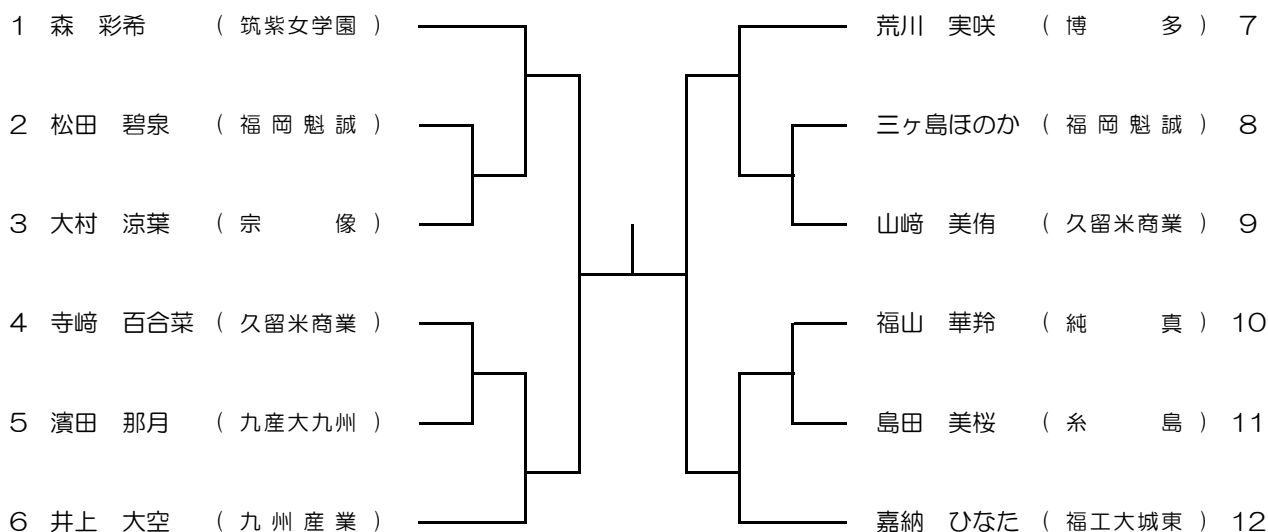 1 森 彩希 ( 筑紫女学園 )
2 松田 碧泉 ( 福岡魁誠 )
3 大村 涼葉 ( 宗 像 )
4 寺﨑 百合菜 ( 久留米商業 )
5 濱田 那月 ( 九産大九州 )
6 井上 大空 ( 九州産業 )
荒川 実咲 ( 博 多 ) 7
三ヶ島ほのか ( 福岡魁誠 ) 8
山﨑 美侑 ( 久留米商業 ) 9
福山 華羚 ( 純 真 ) 10
島田 美桜 ( 糸 島 ) 11
嘉納 ひなた ( 福工大城東 ) 12